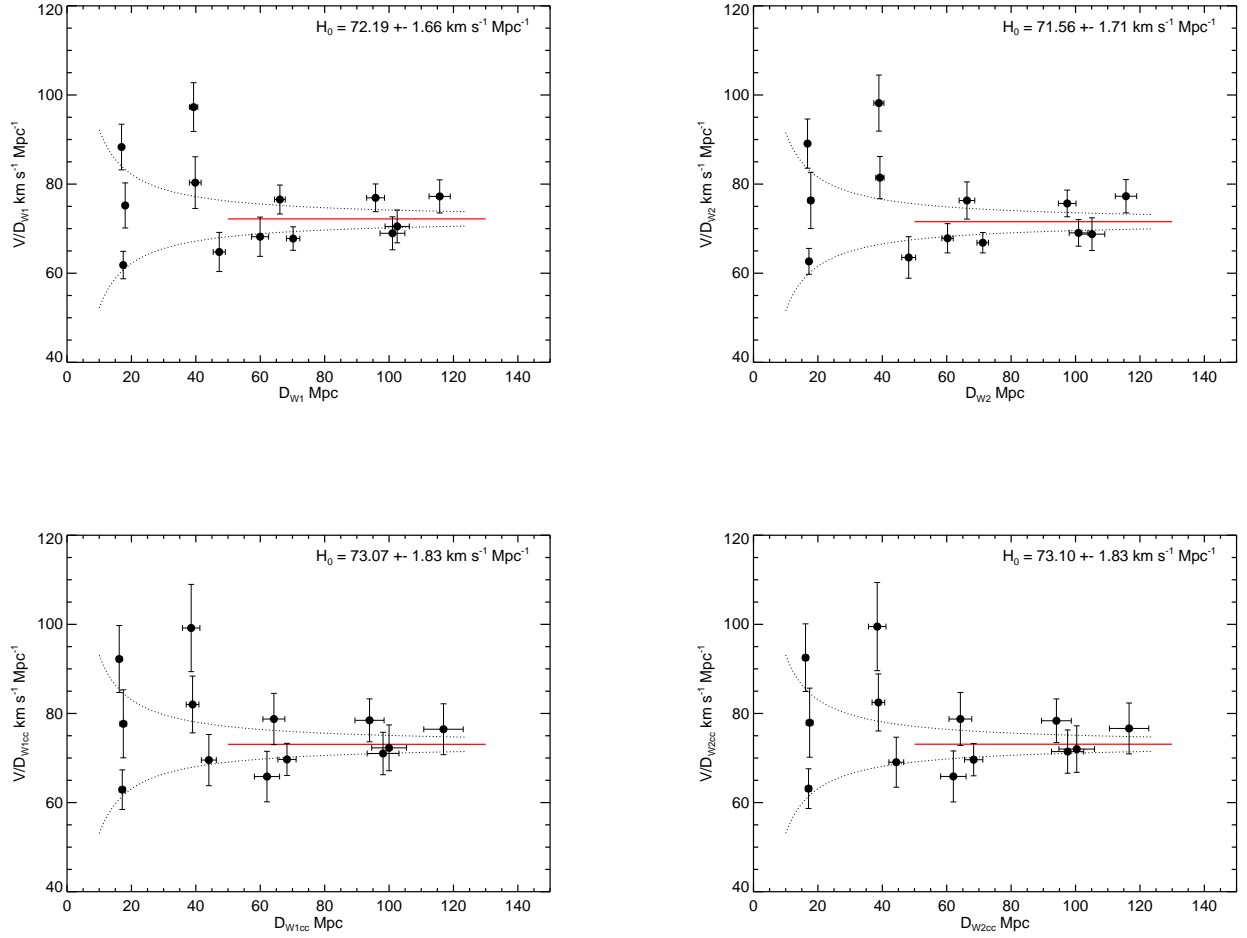 H0 = 72.19 +- 1.66 km s-1 Mpc-1
V/DW1 km s-1 Mpc-1
120
100
80
60
40
0 20 40 60 80 100 120 140
DW1 Mpc
H0 = 71.56 +- 1.71 km s-1 Mpc-1
V/DW2 km s-1 Mpc-1
120
100
80
60
40
0 20 40 60 80 100 120 140
DW2 Mpc
H0 = 73.07 +- 1.83 km s-1 Mpc-1
V/DW1cc km s-1 Mpc-1
120
100
80
60
40
0 20 40 60 80 100 120 140
DW1cc Mpc
H0 = 73.10 +- 1.83 km s-1 Mpc-1
V/DW2cc km s-1 Mpc-1
120
100
80
60
40
0 20 40 60 80 100 120 140
DW2cc Mpc